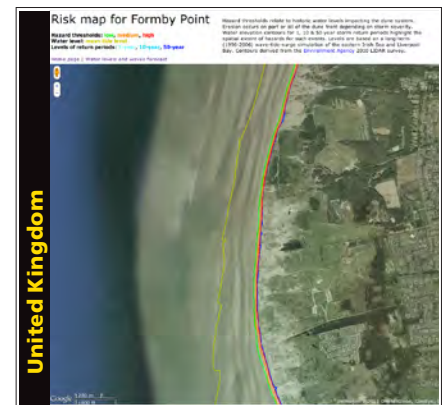 Risk map for Formby Point
Hazard thresholds: low, medium, high
Water level: mean tide level
Levels of return periods: 1-year, 10-year, 50-year
Home page | Water levels and waves forecast
Hazard thresholds relate to historic water levels impacting the dune system.
Erosion occurs on part or all of the dune front depending on storm severity.
Water elevation contours for 1, 10 & 50 year storm return periods highlight the
spatial extent of hazards for such events. Levels are based on a long-term
(1996-2006) wave-tide-surge simulation of the eastern Irish Sea and Liverpool
Bay. Contours derived from the Environment Agency 2010 LIDAR survey.
United Kingdom
Google